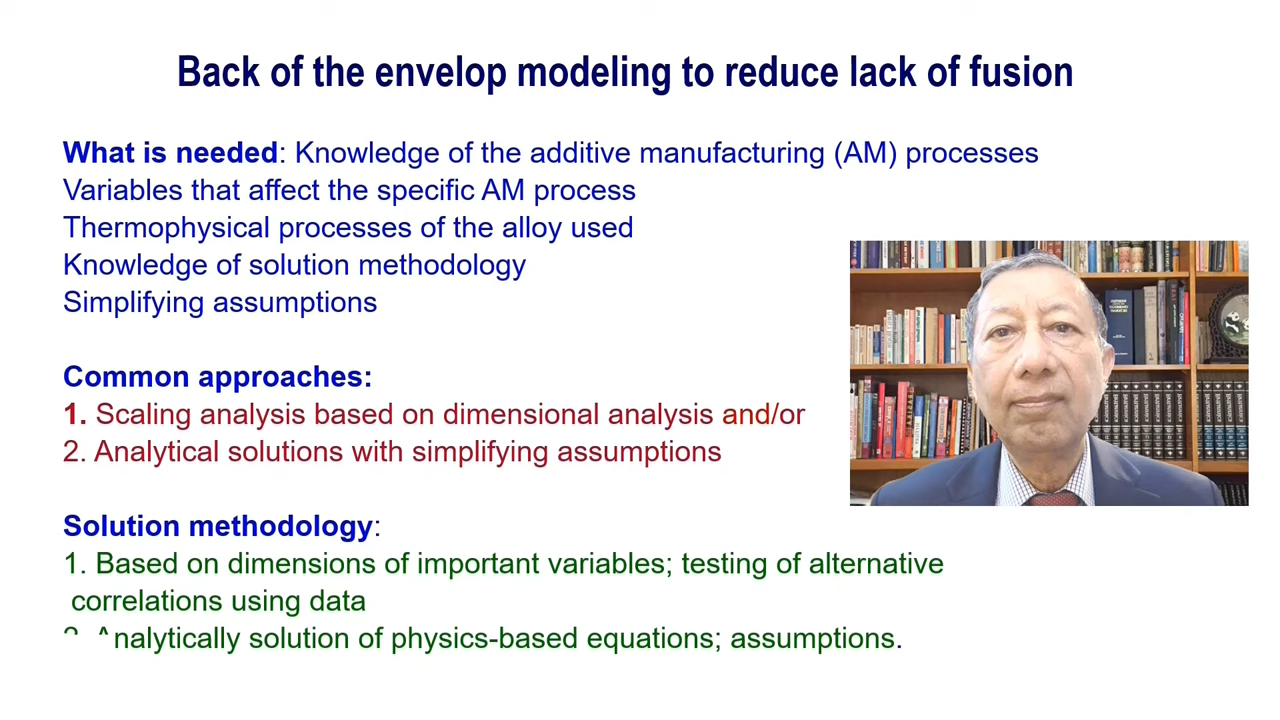 Back of the envelop modeling to reduce lack of fusion
What is needed: Knowledge of the additive manufacturing (AM) processes
Variables that affect the specific AM process
Thermophysical processes of the alloy used
Knowledge of solution methodology
Simplifying assumptions
Common approaches:
1. Scaling analysis based on dimensional analysis and/or
2. Analytical solutions with simplifying assumptions
Solution methodology:
1. Based on dimensions of important variables; testing of alternative
correlations using data
2. Analytically solution of physics-based equations; assumptions.